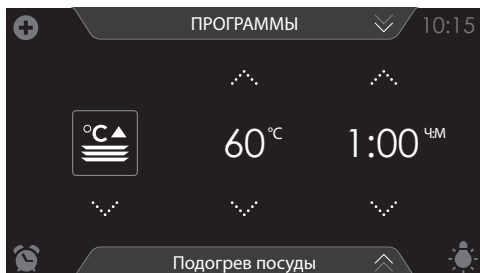 ПРОГРАММЫ 10:15
°C
60 °C 1:00 Ч:М
Подогрев посуды